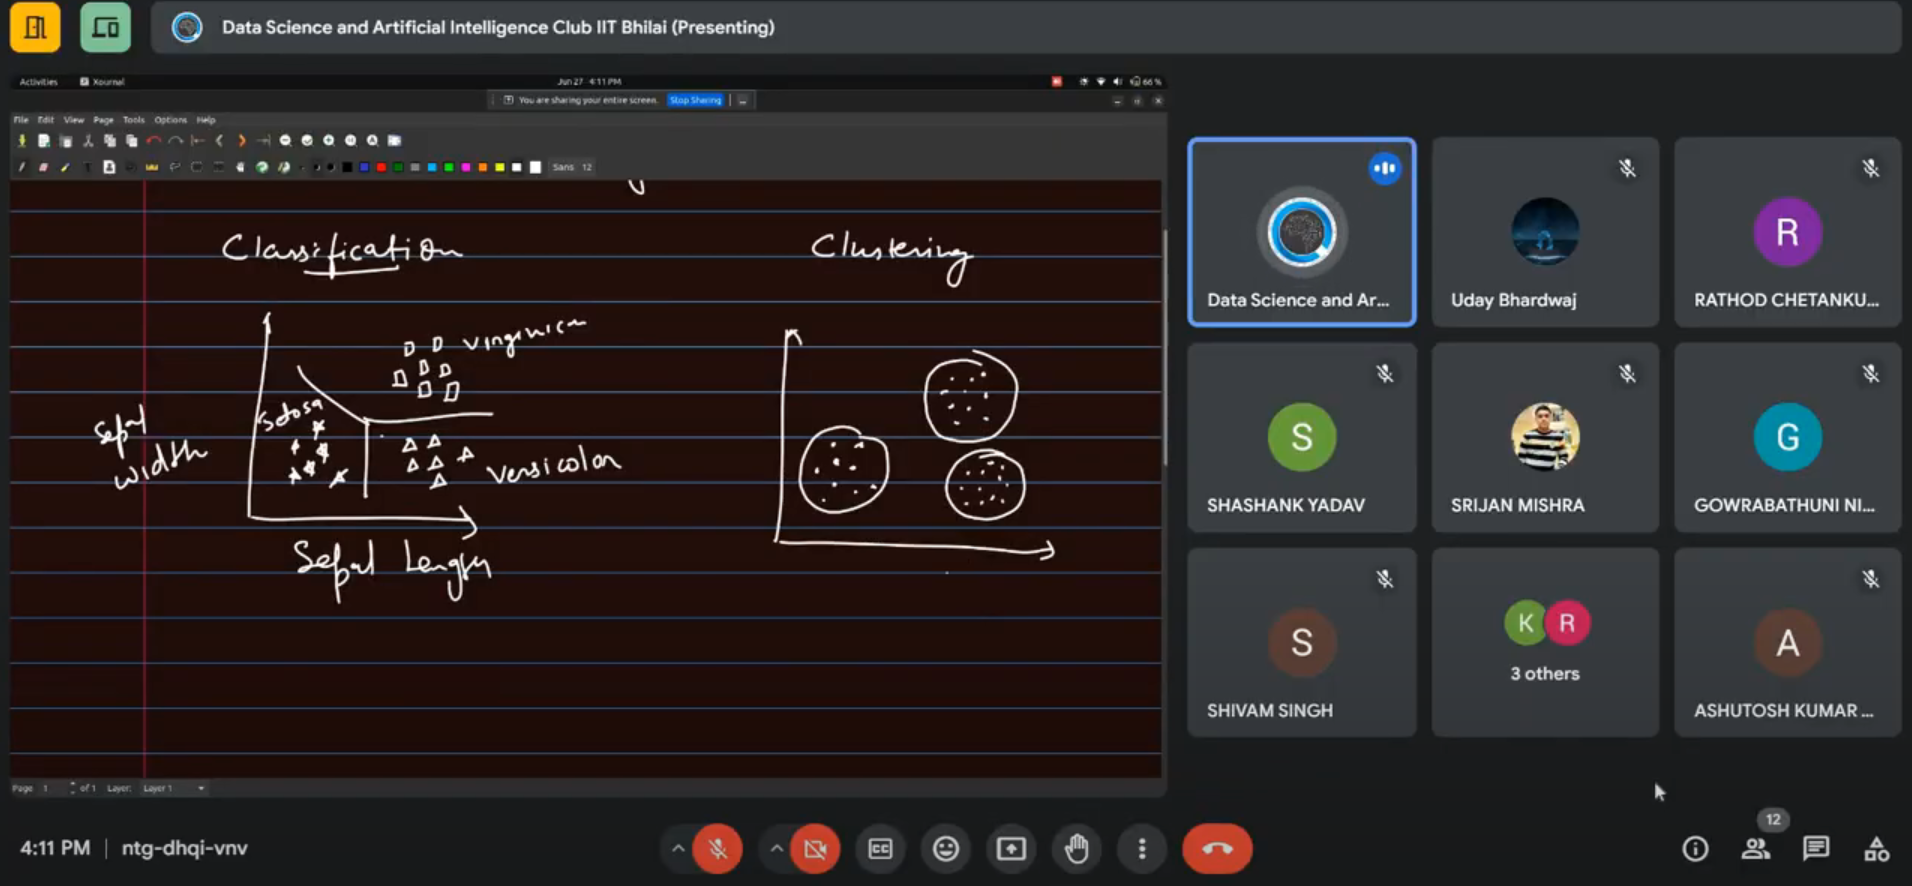 Data Science and Artificial Intelligence Club IIT Bhilai (Presenting)
Activities Xournal Jun 27 4:11 PM 66 %
You are sharing your entire screen. Stop Sharing
File Edit View Page Tools Options Help
Sans 12
Classification
Clustering
virginica
Setosa
Sepal
width
versicolor
Sepal Length
Page 1 of 1 Layer: Layer 1
Data Science and Ar...
Uday Bhardwaj
R
RATHOD CHETANKU...
S
SHASHANK YADAV
SRIJAN MISHRA
G
GOWRABATHUNI NI...
S
SHIVAM SINGH
K R
3 others
A
ASHUTOSH KUMAR ...
4:11 PM | ntg-dhqi-vnv
CC
12